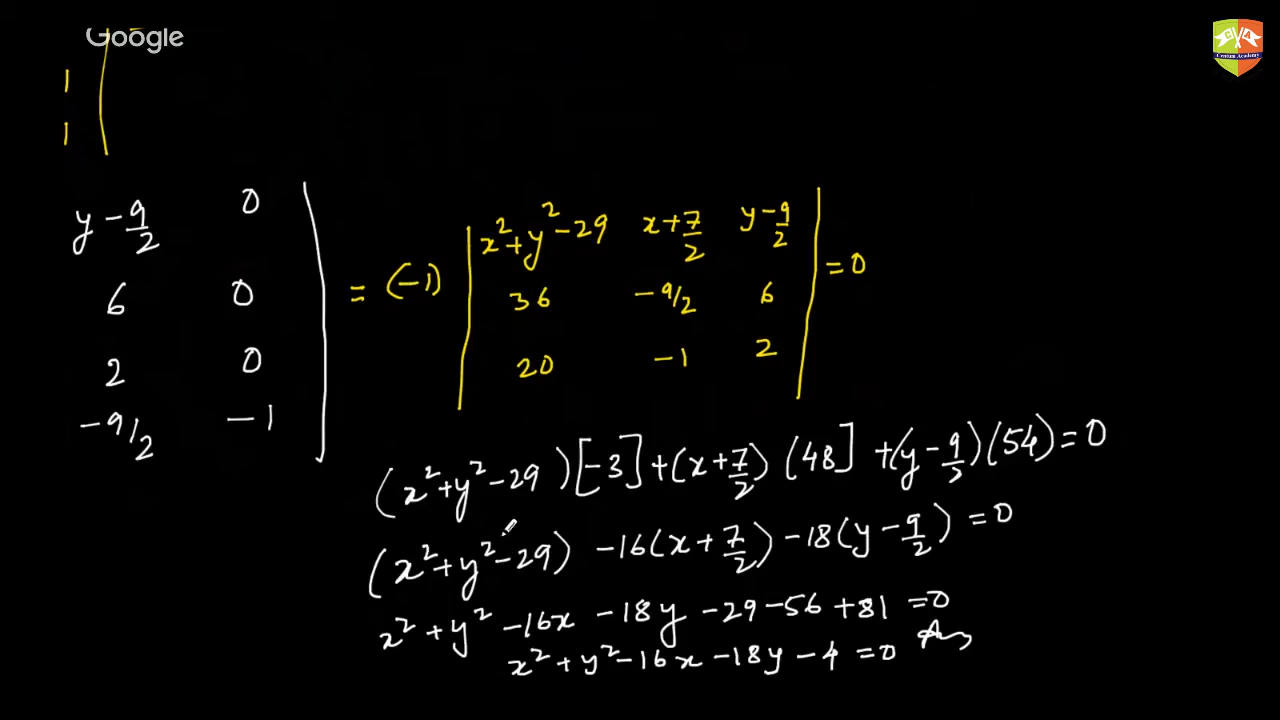 Google
Centum Academy
1
1
y - 9/2 0
6 0
2 0
-9/2 -1
= (-1) | x² + y² - 29 x + 7/2 y - 9/2 | = 0
36 -9/2 6
20 -1 2
(x² + y² - 29) [-3] + (x + 7/2) (48] + (y - 9/2) (54) = 0
(x² + y² - 29) - 16(x + 7/2) - 18(y - 9/2) = 0
x² + y² - 16x - 18y - 29 - 56 + 81 = 0
x² + y² - 16x - 18y - 4 = 0 Ans